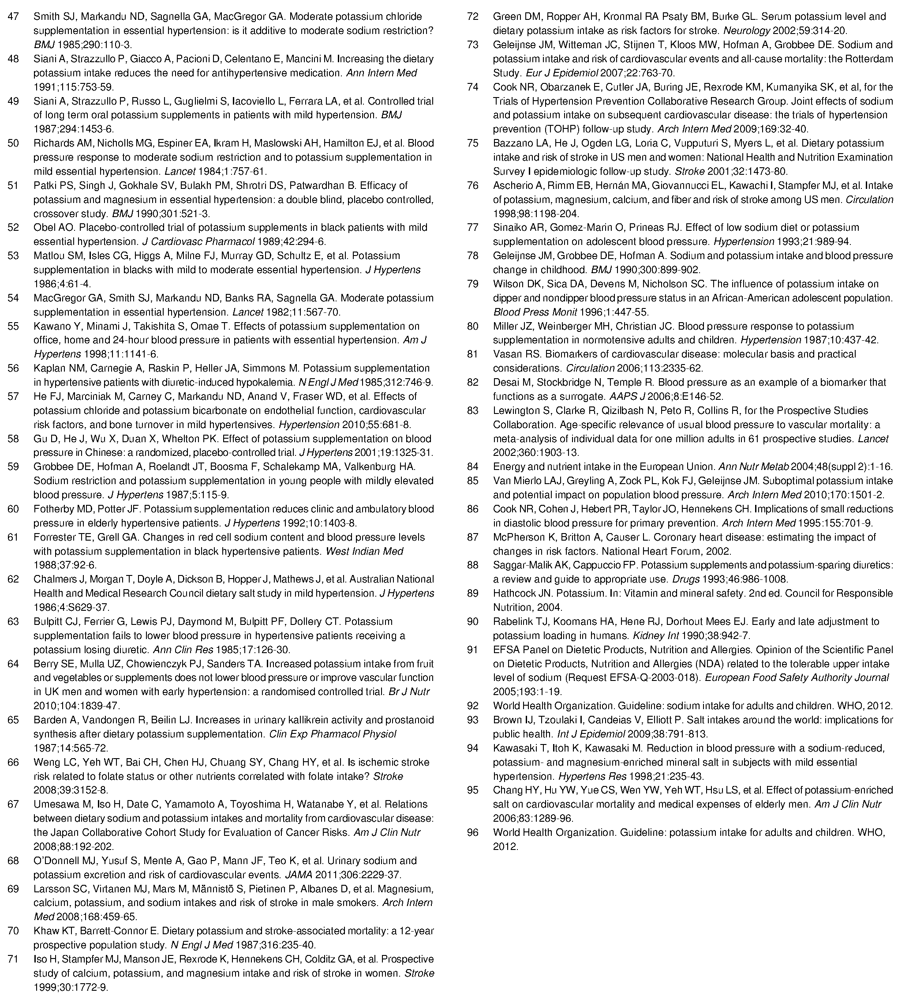 47 Smith SJ, Markandu ND, Sagnella GA, MacGregor GA. Moderate potassium chloride
supplementation in essential hypertension: is it additive to moderate sodium restriction?
BMJ 1985;290:110-3.
48 Siani A, Strazzullo P, Giacco A, Pacioni D, Celentano E, Mancini M. Increasing the dietary
potassium intake reduces the need for antihypertensive medication. Ann Intern Med
1991;115:753-59.
49 Siani A, Strazzullo P, Russo L, Guglielmi S, Iacoviello L, Ferrara LA, et al. Controlled trial
of long term oral potassium supplements in patients with mild hypertension. BMJ
1987;294:1453-6.
50 Richards AM, Nicholls MG, Espiner EA, Ikram H, Maslowski AH, Hamilton EJ, et al. Blood
pressure response to moderate sodium restriction and to potassium supplementation in
mild essential hypertension. Lancet 1984;1:757-61.
51 Patki PS, Singh J, Gokhale SV, Bulakh PM, Shrotri DS, Patwardhan B. Efficacy of
potassium and magnesium in essential hypertension: a double blind, placebo controlled,
crossover study. BMJ 1990;301:521-3.
52 Obel AO. Placebo-controlled trial of potassium supplements in black patients with mild
essential hypertension. J Cardiovasc Pharmacol 1989;42:294-6.
53 Matlou SM, Isles CG, Higgs A, Milne FJ, Murray GD, Schultz E, et al. Potassium
supplementation in blacks with mild to moderate essential hypertension. J Hypertens
1986;4:61-4.
54 MacGregor GA, Smith SJ, Markandu ND, Banks RA, Sagnella GA. Moderate potassium
supplementation in essential hypertension. Lancet 1982;11:567-70.
55 Kawano Y, Minami J, Takishita S, Omae T. Effects of potassium supplementation on
office, home and 24-hour blood pressure in patients with essential hypertension. Am J
Hypertens 1998;11:1141-6.
56 Kaplan NM, Carnegie A, Raskin P, Heller JA, Simmons M. Potassium supplementation
in hypertensive patients with diuretic-induced hypokalemia. N Engl J Med 1985;312:746-9.
57 He FJ, Marciniak M, Carney C, Markandu ND, Anand V, Fraser WD, et al. Effects of
potassium chloride and potassium bicarbonate on endothelial function, cardiovascular
risk factors, and bone turnover in mild hypertensives. Hypertension 2010;55:681-8.
58 Gu D, He J, Wu X, Duan X, Whelton PK. Effect of potassium supplementation on blood
pressure in Chinese: a randomized, placebo-controlled trial. J Hypertens 2001;19:1325-31.
59 Grobbee DE, Hofman A, Roelandt JT, Boosma F, Schalekamp MA, Valkenburg HA.
Sodium restriction and potassium supplementation in young people with mildly elevated
blood pressure. J Hypertens 1987;5:115-9.
60 Fotherby MD, Potter JF. Potassium supplementation reduces clinic and ambulatory blood
pressure in elderly hypertensive patients. J Hypertens 1992;10:1403-8.
61 Forrester TE, Grell GA. Changes in red cell sodium content and blood pressure levels
with potassium supplementation in black hypertensive patients. West Indian Med
1988;37:92-6.
62 Chalmers J, Morgan T, Doyle A, Dickson B, Hopper J, Mathews J, et al. Australian National
Health and Medical Research Council dietary salt study in mild hypertension. J Hypertens
1986;4:S629-37.
63 Bulpitt CJ, Ferrier G, Lewis PJ, Daymond M, Bulpitt PF, Dollery CT. Potassium
supplementation fails to lower blood pressure in hypertensive patients receiving a
potassium losing diuretic. Ann Clin Res 1985;17:126-30.
64 Berry SE, Mulla UZ, Chowienczyk PJ, Sanders TA. Increased potassium intake from fruit
and vegetables or supplements does not lower blood pressure or improve vascular function
in UK men and women with early hypertension: a randomised controlled trial. Br J Nutr
2010;104:1839-47.
65 Barden A, Vandongen R, Beilin LJ. Increases in urinary kallikrein activity and prostanoid
synthesis after dietary potassium supplementation. Clin Exp Pharmacol Physiol
1987;14:565-72.
66 Weng LC, Yeh WT, Bai CH, Chen HJ, Chuang SY, Chang HY, et al. Is ischemic stroke
risk related to folate status or other nutrients correlated with folate intake? Stroke
2008;39:3152-8.
67 Umesawa M, Iso H, Date C, Yamamoto A, Toyoshima H, Watanabe Y, et al. Relations
between dietary sodium and potassium intakes and mortality from cardiovascular disease:
the Japan Collaborative Cohort Study for Evaluation of Cancer Risks. Am J Clin Nutr
2008;88:192-202.
68 O'Donnell MJ, Yusuf S, Mente A, Gao P, Mann JF, Teo K, et al. Urinary sodium and
potassium excretion and risk of cardiovascular events. JAMA 2011;306:2229-37.
69 Larsson SC, Virtanen MJ, Mars M, Männistö S, Pietinen P, Albanes D, et al. Magnesium,
calcium, potassium, and sodium intakes and risk of stroke in male smokers. Arch Intern
Med 2008;168:459-65.
70 Khaw KT, Barrett-Connor E. Dietary potassium and stroke-associated mortality: a 12-year
prospective population study. N Engl J Med 1987;316:235-40.
71 Iso H, Stampfer MJ, Manson JE, Rexrode K, Hennekens CH, Colditz GA, et al. Prospective
study of calcium, potassium, and magnesium intake and risk of stroke in women. Stroke
1999;30:1772-9.
72 Green DM, Ropper AH, Kronmal RA Psaty BM, Burke GL. Serum potassium level and
dietary potassium intake as risk factors for stroke. Neurology 2002;59:314-20.
73 Geleijnse JM, Witteman JC, Stijnen T, Kloos MW, Hofman A, Grobbee DE. Sodium and
potassium intake and risk of cardiovascular events and all-cause mortality: the Rotterdam
Study. Eur J Epidemiol 2007;22:763-70.
74 Cook NR, Obarzanek E, Cutler JA, Buring JE, Rexrode KM, Kumanyika SK, et al, for the
Trials of Hypertension Prevention Collaborative Research Group. Joint effects of sodium
and potassium intake on subsequent cardiovascular disease: the trials of hypertension
prevention (TOHP) follow-up study. Arch Intern Med 2009;169:32-40.
75 Bazzano LA, He J, Ogden LG, Loria C, Vupputuri S, Myers L, et al. Dietary potassium
intake and risk of stroke in US men and women: National Health and Nutrition Examination
Survey I epidemiologic follow-up study. Stroke 2001;32:1473-80.
76 Ascherio A, Rimm EB, Hernán MA, Giovannucci EL, Kawachi I, Stampfer MJ, et al. Intake
of potassium, magnesium, calcium, and fiber and risk of stroke among US men. Circulation
1998;98:1198-204.
77 Sinaiko AR, Gomez-Marin O, Prineas RJ. Effect of low sodium diet or potassium
supplementation on adolescent blood pressure. Hypertension 1993;21:989-94.
78 Geleijnse JM, Grobbee DE, Hofman A. Sodium and potassium intake and blood pressure
change in childhood. BMJ 1990;300:899-902.
79 Wilson DK, Sica DA, Devens M, Nicholson SC. The influence of potassium intake on
dipper and nondipper blood pressure status in an African-American adolescent population.
Blood Press Monit 1996;1:447-55.
80 Miller JZ, Weinberger MH, Christian JC. Blood pressure response to potassium
supplementation in normotensive adults and children. Hypertension 1987;10:437-42.
81 Vasan RS. Biomarkers of cardiovascular disease: molecular basis and practical
considerations. Circulation 2006;113:2335-62.
82 Desai M, Stockbridge N, Temple R. Blood pressure as an example of a biomarker that
functions as a surrogate. AAPS J 2006;8:E146-52.
83 Lewington S, Clarke R, Qizilbash N, Peto R, Collins R, for the Prospective Studies
Collaboration. Age-specific relevance of usual blood pressure to vascular mortality: a
meta-analysis of individual data for one million adults in 61 prospective studies. Lancet
2002;360:1903-13.
84 Energy and nutrient intake in the European Union. Ann Nutr Metab 2004;48(suppl 2):1-16.
85 Van Mierlo LAJ, Greyling A, Zock PL, Kok FJ, Geleijnse JM. Suboptimal potassium intake
and potential impact on population blood pressure. Arch Intern Med 2010;170:1501-2.
86 Cook NR, Cohen J, Hebert PR, Taylor JO, Hennekens CH. Implications of small reductions
in diastolic blood pressure for primary prevention. Arch Intern Med 1995:155:701-9.
87 McPherson K, Britton A, Causer L. Coronary heart disease: estimating the impact of
changes in risk factors. National Heart Forum, 2002.
88 Saggar-Malik AK, Cappuccio FP. Potassium supplements and potassium-sparing diuretics:
a review and guide to appropriate use. Drugs 1993;46:986-1008.
89 Hathcock JN. Potassium. In: Vitamin and mineral safety. 2nd ed. Council for Responsible
Nutrition, 2004.
90 Rabelink TJ, Koomans HA, Hene RJ, Dorhout Mees EJ. Early and late adjustment to
potassium loading in humans. Kidney Int 1990;38:942-7.
91 EFSA Panel on Dietetic Products, Nutrition and Allergies. Opinion of the Scientific Panel
on Dietetic Products, Nutrition and Allergies (NDA) related to the tolerable upper intake
level of sodium (Request EFSA-Q-2003-018). European Food Safety Authority Journal
2005;193:1-19.
92 World Health Organization. Guideline: sodium intake for adults and children. WHO, 2012.
93 Brown IJ, Tzoulaki I, Candeias V, Elliott P. Salt intakes around the world: implications for
public health. Int J Epidemiol 2009;38:791-813.
94 Kawasaki T, Itoh K, Kawasaki M. Reduction in blood pressure with a sodium-reduced,
potassium- and magnesium-enriched mineral salt in subjects with mild essential
hypertension. Hypertens Res 1998;21:235-43.
95 Chang HY, Hu YW, Yue CS, Wen YW, Yeh WT, Hsu LS, et al. Effect of potassium-enriched
salt on cardiovascular mortality and medical expenses of elderly men. Am J Clin Nutr
2006;83:1289-96.
96 World Health Organization. Guideline: potassium intake for adults and children. WHO,
2012.